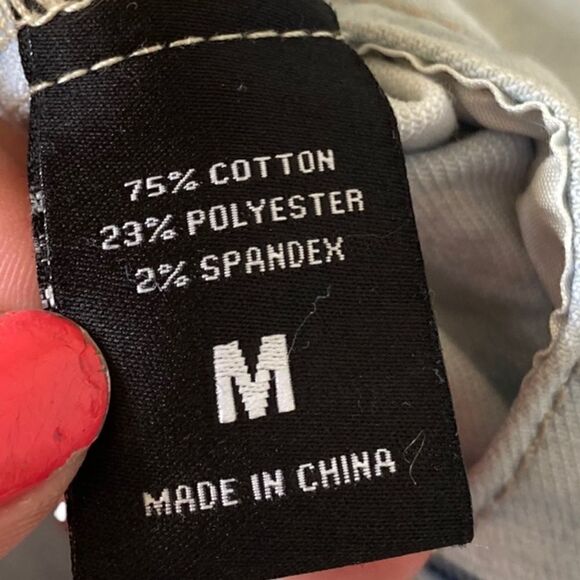 75% COTTON
23% POLYESTER
2% SPANDEX
M
MADE IN CHINA